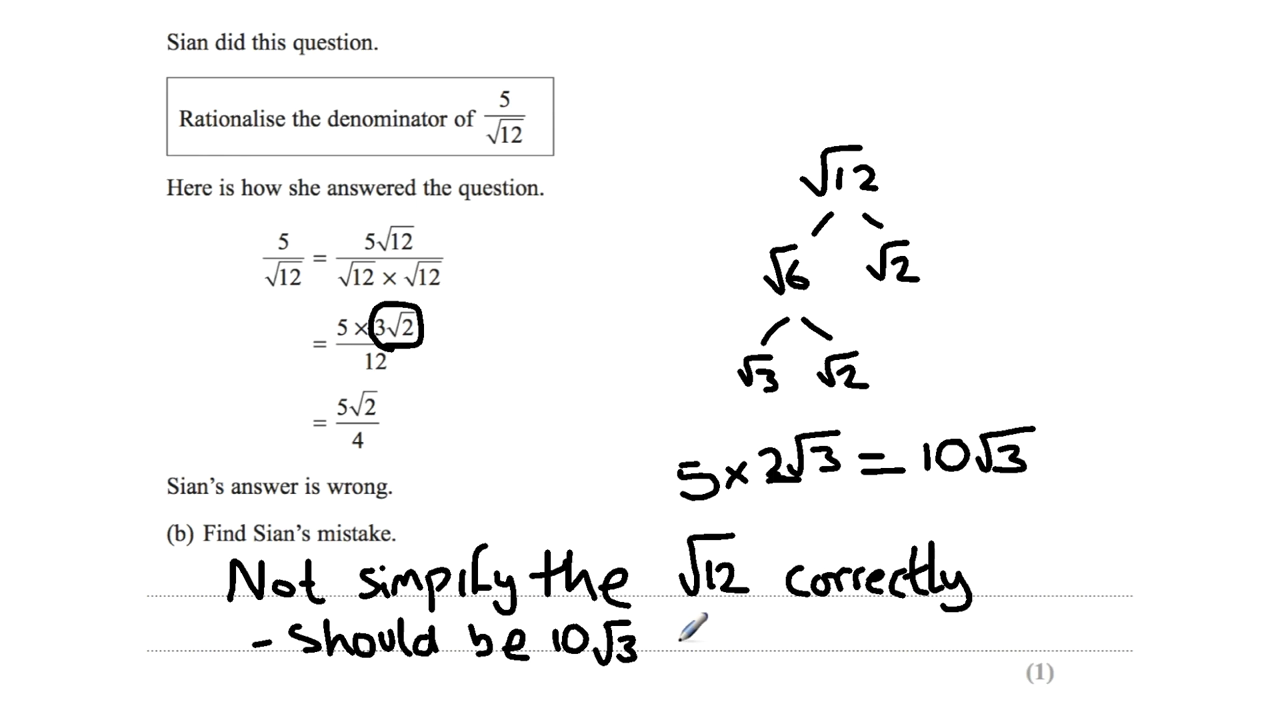 Sian did this question.
Rationalise the denominator of 5/√12
Here is how she answered the question.
5/√12 = 5√12/(√12 × √12)
= (5 × 3√2)/12
= 5√2/4
Sian's answer is wrong.
(b) Find Sian's mistake.
Not simplify the √12 correctly
- should be 10√3
(1)
√12
√6 √2
√3 √2
5 × 2√3 = 10√3